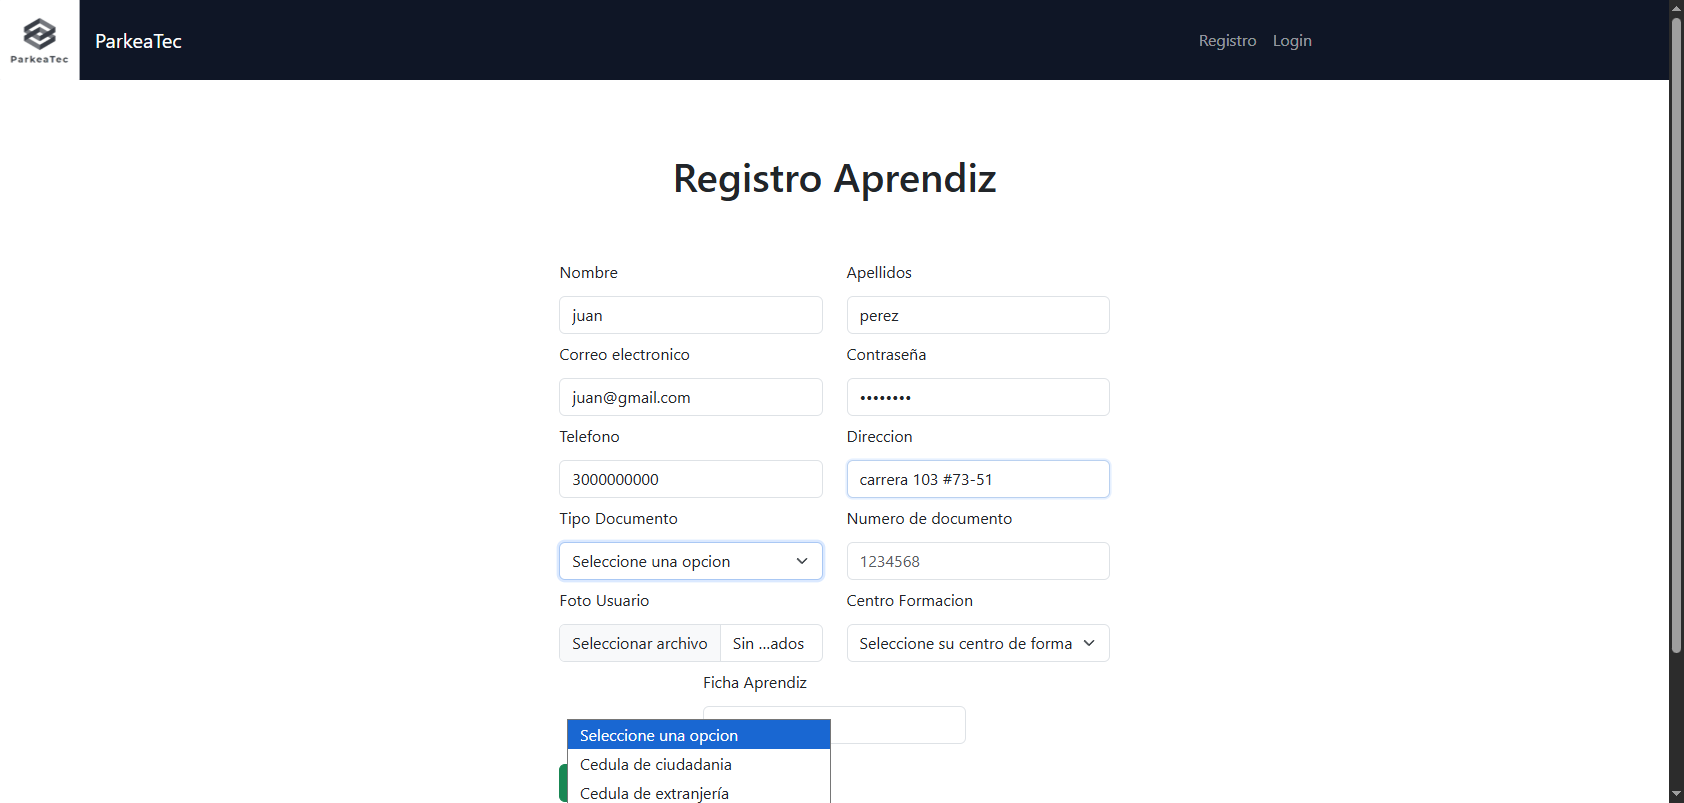 ParkeaTec
ParkeaTec
Registro Login
Registro Aprendiz
Nombre Apellidos
juan perez
Correo electronico Contraseña
juan@gmail.com ••••••••
Telefono Direccion
3000000000 carrera 103 #73-51
Tipo Documento Numero de documento
Seleccione una opcion 1234568
Foto Usuario Centro Formacion
Seleccionar archivo Sin ...ados Seleccione su centro de forma
Ficha Aprendiz
Seleccione una opcion
Cedula de ciudadania
Cedula de extranjería